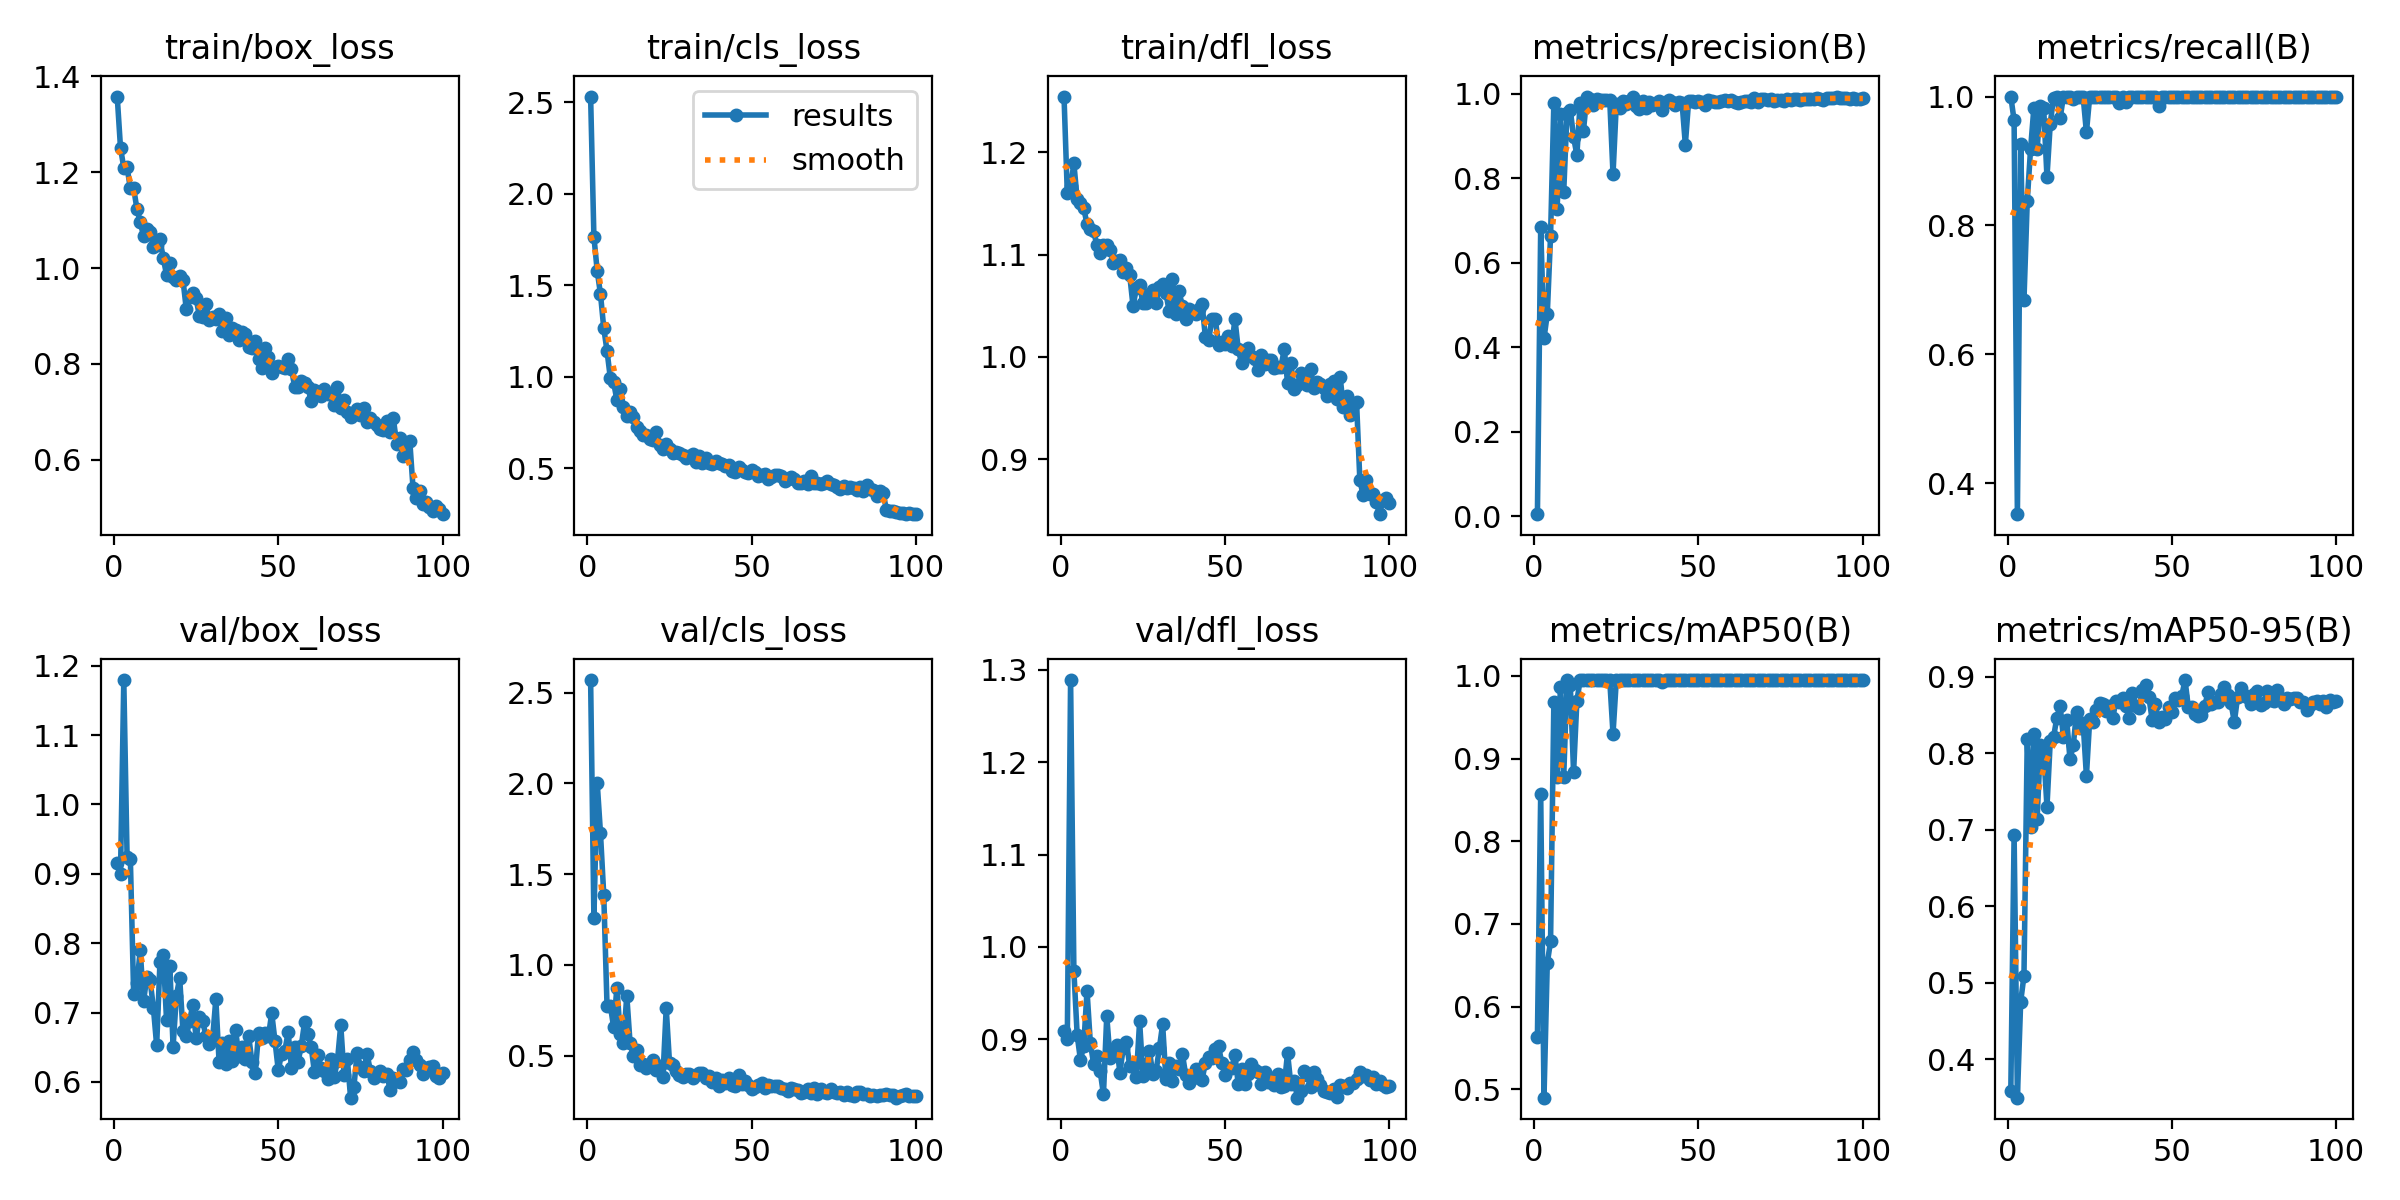 train/box_loss
train/cls_loss
train/dfl_loss
metrics/precision(B)
metrics/recall(B)
1.4
1.2
1.0
0.8
0.6
0 50 100
2.5
2.0
1.5
1.0
0.5
results
smooth
0 50 100
1.2
1.1
1.0
0.9
0 50 100
1.0
0.8
0.6
0.4
0.2
0.0
0 50 100
1.0
0.8
0.6
0.4
0 50 100
val/box_loss
val/cls_loss
val/dfl_loss
metrics/mAP50(B)
metrics/mAP50-95(B)
1.2
1.1
1.0
0.9
0.8
0.7
0.6
0 50 100
2.5
2.0
1.5
1.0
0.5
0 50 100
1.3
1.2
1.1
1.0
0.9
0 50 100
1.0
0.9
0.8
0.7
0.6
0.5
0 50 100
0.9
0.8
0.7
0.6
0.5
0.4
0 50 100